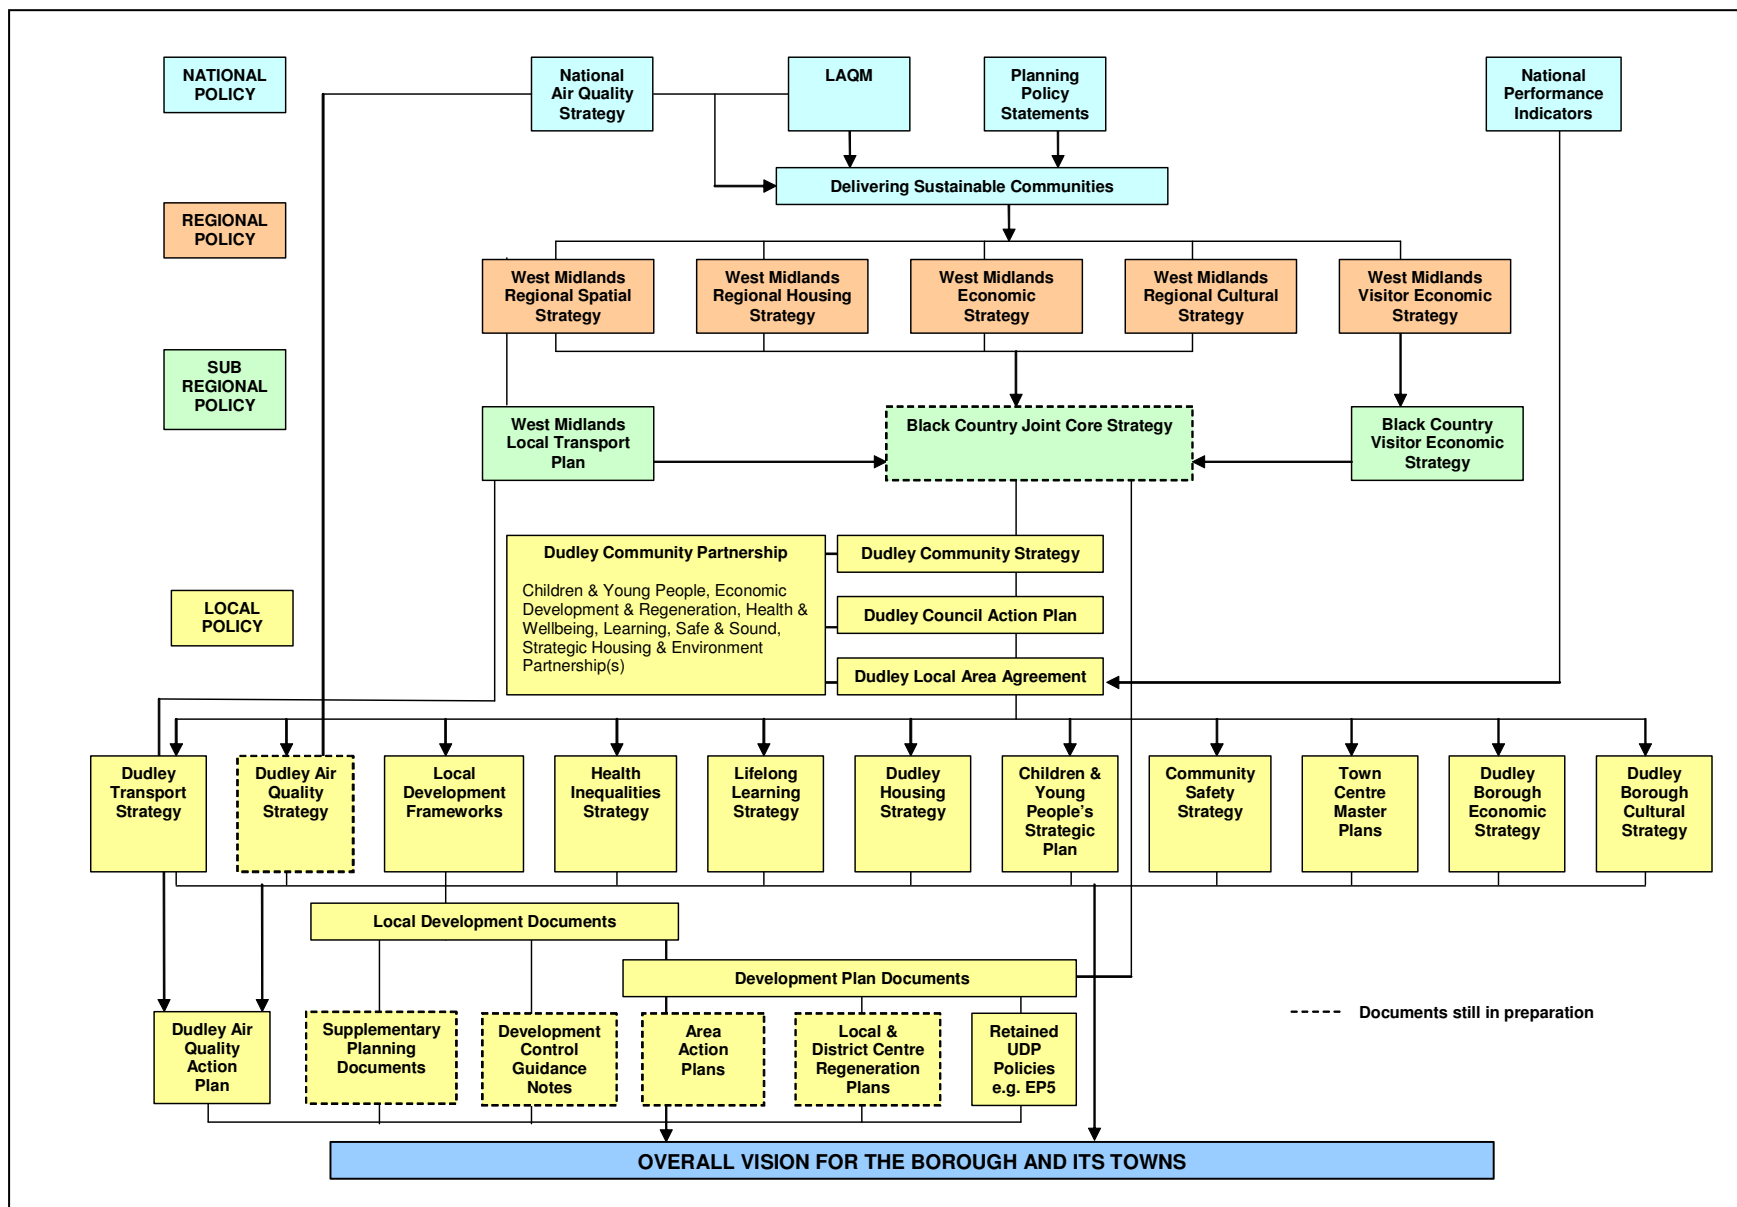 NATIONAL
POLICY
National
Air Quality
Strategy
LAQM
Planning
Policy
Statements
National
Performance
Indicators
Delivering Sustainable Communities
REGIONAL
POLICY
West Midlands
Regional Spatial
Strategy
West Midlands
Regional Housing
Strategy
West Midlands
Economic
Strategy
West Midlands
Regional Cultural
Strategy
West Midlands
Visitor Economic
Strategy
SUB
REGIONAL
POLICY
West Midlands
Local Transport
Plan
Black Country Joint Core Strategy
Black Country
Visitor Economic
Strategy
LOCAL
POLICY
Dudley Community Partnership
Children & Young People, Economic
Development & Regeneration, Health &
Wellbeing, Learning, Safe & Sound,
Strategic Housing & Environment
Partnership(s)
Dudley Community Strategy
Dudley Council Action Plan
Dudley Local Area Agreement
Dudley
Transport
Strategy
Dudley Air
Quality
Strategy
Local
Development
Frameworks
Health
Inequalities
Strategy
Lifelong
Learning
Strategy
Dudley
Housing
Strategy
Children &
Young
People's
Strategic
Plan
Community
Safety
Strategy
Town
Centre
Master
Plans
Dudley
Borough
Economic
Strategy
Dudley
Borough
Cultural
Strategy
Local Development Documents
Development Plan Documents
Dudley Air
Quality
Action
Plan
Supplementary
Planning
Documents
Development
Control
Guidance
Notes
Area
Action
Plans
Local &
District Centre
Regeneration
Plans
Retained
UDP
Policies
e.g. EP5
Documents still in preparation
OVERALL VISION FOR THE BOROUGH AND ITS TOWNS